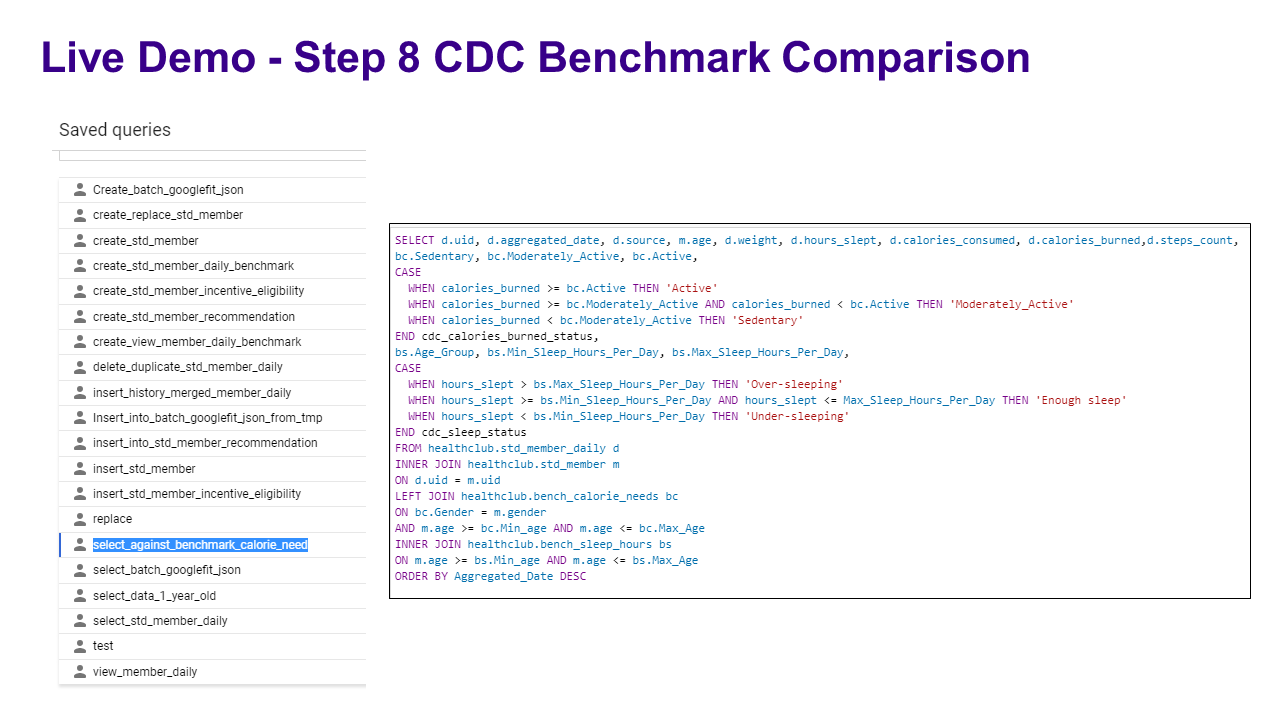 Live Demo - Step 8 CDC Benchmark Comparison
Saved queries
Create_batch_googlefit_json
create_replace_std_member
create_std_member
create_std_member_daily_benchmark
create_std_member_incentive_eligibility
create_std_member_recommendation
create_view_member_daily_benchmark
delete_duplicate_std_member_daily
insert_history_merged_member_daily
Insert_into_batch_googlefit_json_from_tmp
insert_into_std_member_recommendation
insert_std_member
insert_std_member_incentive_eligibility
replace
select_against_benchmark_calorie_need
select_batch_googlefit_json
select_data_1_year_old
select_std_member_daily
test
view_member_daily
SELECT d.uid, d.aggregated_date, d.source, m.age, d.weight, d.hours_slept, d.calories_consumed, d.calories_burned,d.steps_count,
bc.Sedentary, bc.Moderately_Active, bc.Active,
CASE
  WHEN calories_burned >= bc.Active THEN 'Active'
  WHEN calories_burned >= bc.Moderately_Active AND calories_burned < bc.Active THEN 'Moderately_Active'
  WHEN calories_burned < bc.Moderately_Active THEN 'Sedentary'
END cdc_calories_burned_status,
bs.Age_Group, bs.Min_Sleep_Hours_Per_Day, bs.Max_Sleep_Hours_Per_Day,
CASE
  WHEN hours_slept > bs.Max_Sleep_Hours_Per_Day THEN 'Over-sleeping'
  WHEN hours_slept >= bs.Min_Sleep_Hours_Per_Day AND hours_slept <= Max_Sleep_Hours_Per_Day THEN 'Enough sleep'
  WHEN hours_slept < bs.Min_Sleep_Hours_Per_Day THEN 'Under-sleeping'
END cdc_sleep_status
FROM healthclub.std_member_daily d
INNER JOIN healthclub.std_member m
ON d.uid = m.uid
LEFT JOIN healthclub.bench_calorie_needs bc
ON bc.Gender = m.gender
AND m.age >= bc.Min_age AND m.age <= bc.Max_Age
INNER JOIN healthclub.bench_sleep_hours bs
ON m.age >= bs.Min_age AND m.age <= bs.Max_Age
ORDER BY Aggregated_Date DESC